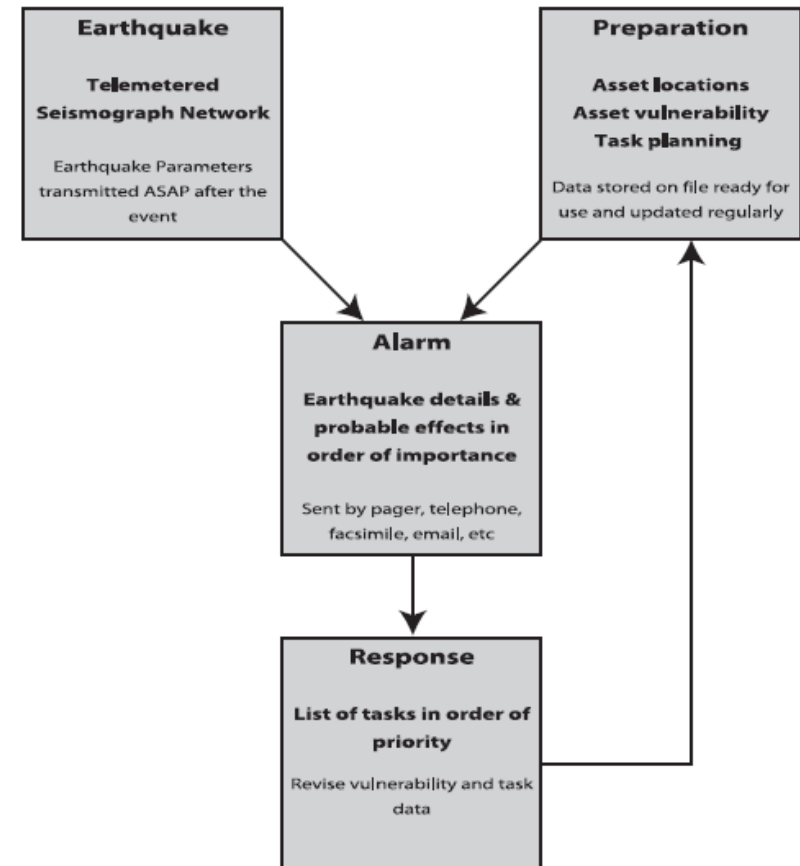 Earthquake
Telemetered
Seismograph Network
Earthquake Parameters
transmitted ASAP after the
event
Preparation
Asset locations
Asset vulnerability
Task planning
Data stored on file ready for
use and updated regularly
Alarm
Earthquake details &
probable effects in
order of importance
Sent by pager, telephone,
facsimile, email, etc
Response
List of tasks in order of
priority
Revise vulnerability and task
data